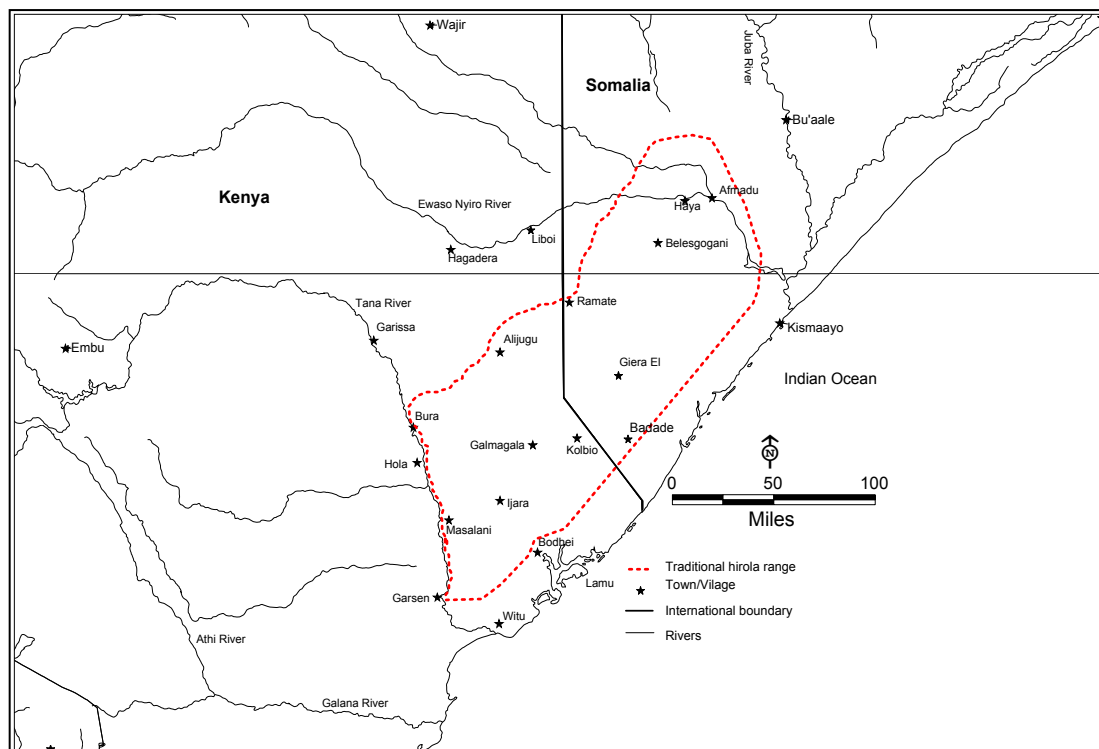 Wajir
Somalia
Juba River
Bu'aale
Kenya
Ewaso Nyiro River
Afmadu
Haya
Liboi
Belesgogani
Hagadera
Tana River
Ramate
Garissa
Kismaayo
Embu
Alijugu
Giera El
Indian Ocean
Bura
Badade
Galmagala
Kolbio
N
Hola
0 50 100
Ijara
Miles
Masalani
Bodhei
Traditional hirola range
Lamu
Town/Vilage
Garsen
International boundary
Witu
Rivers
Athi River
Galana River